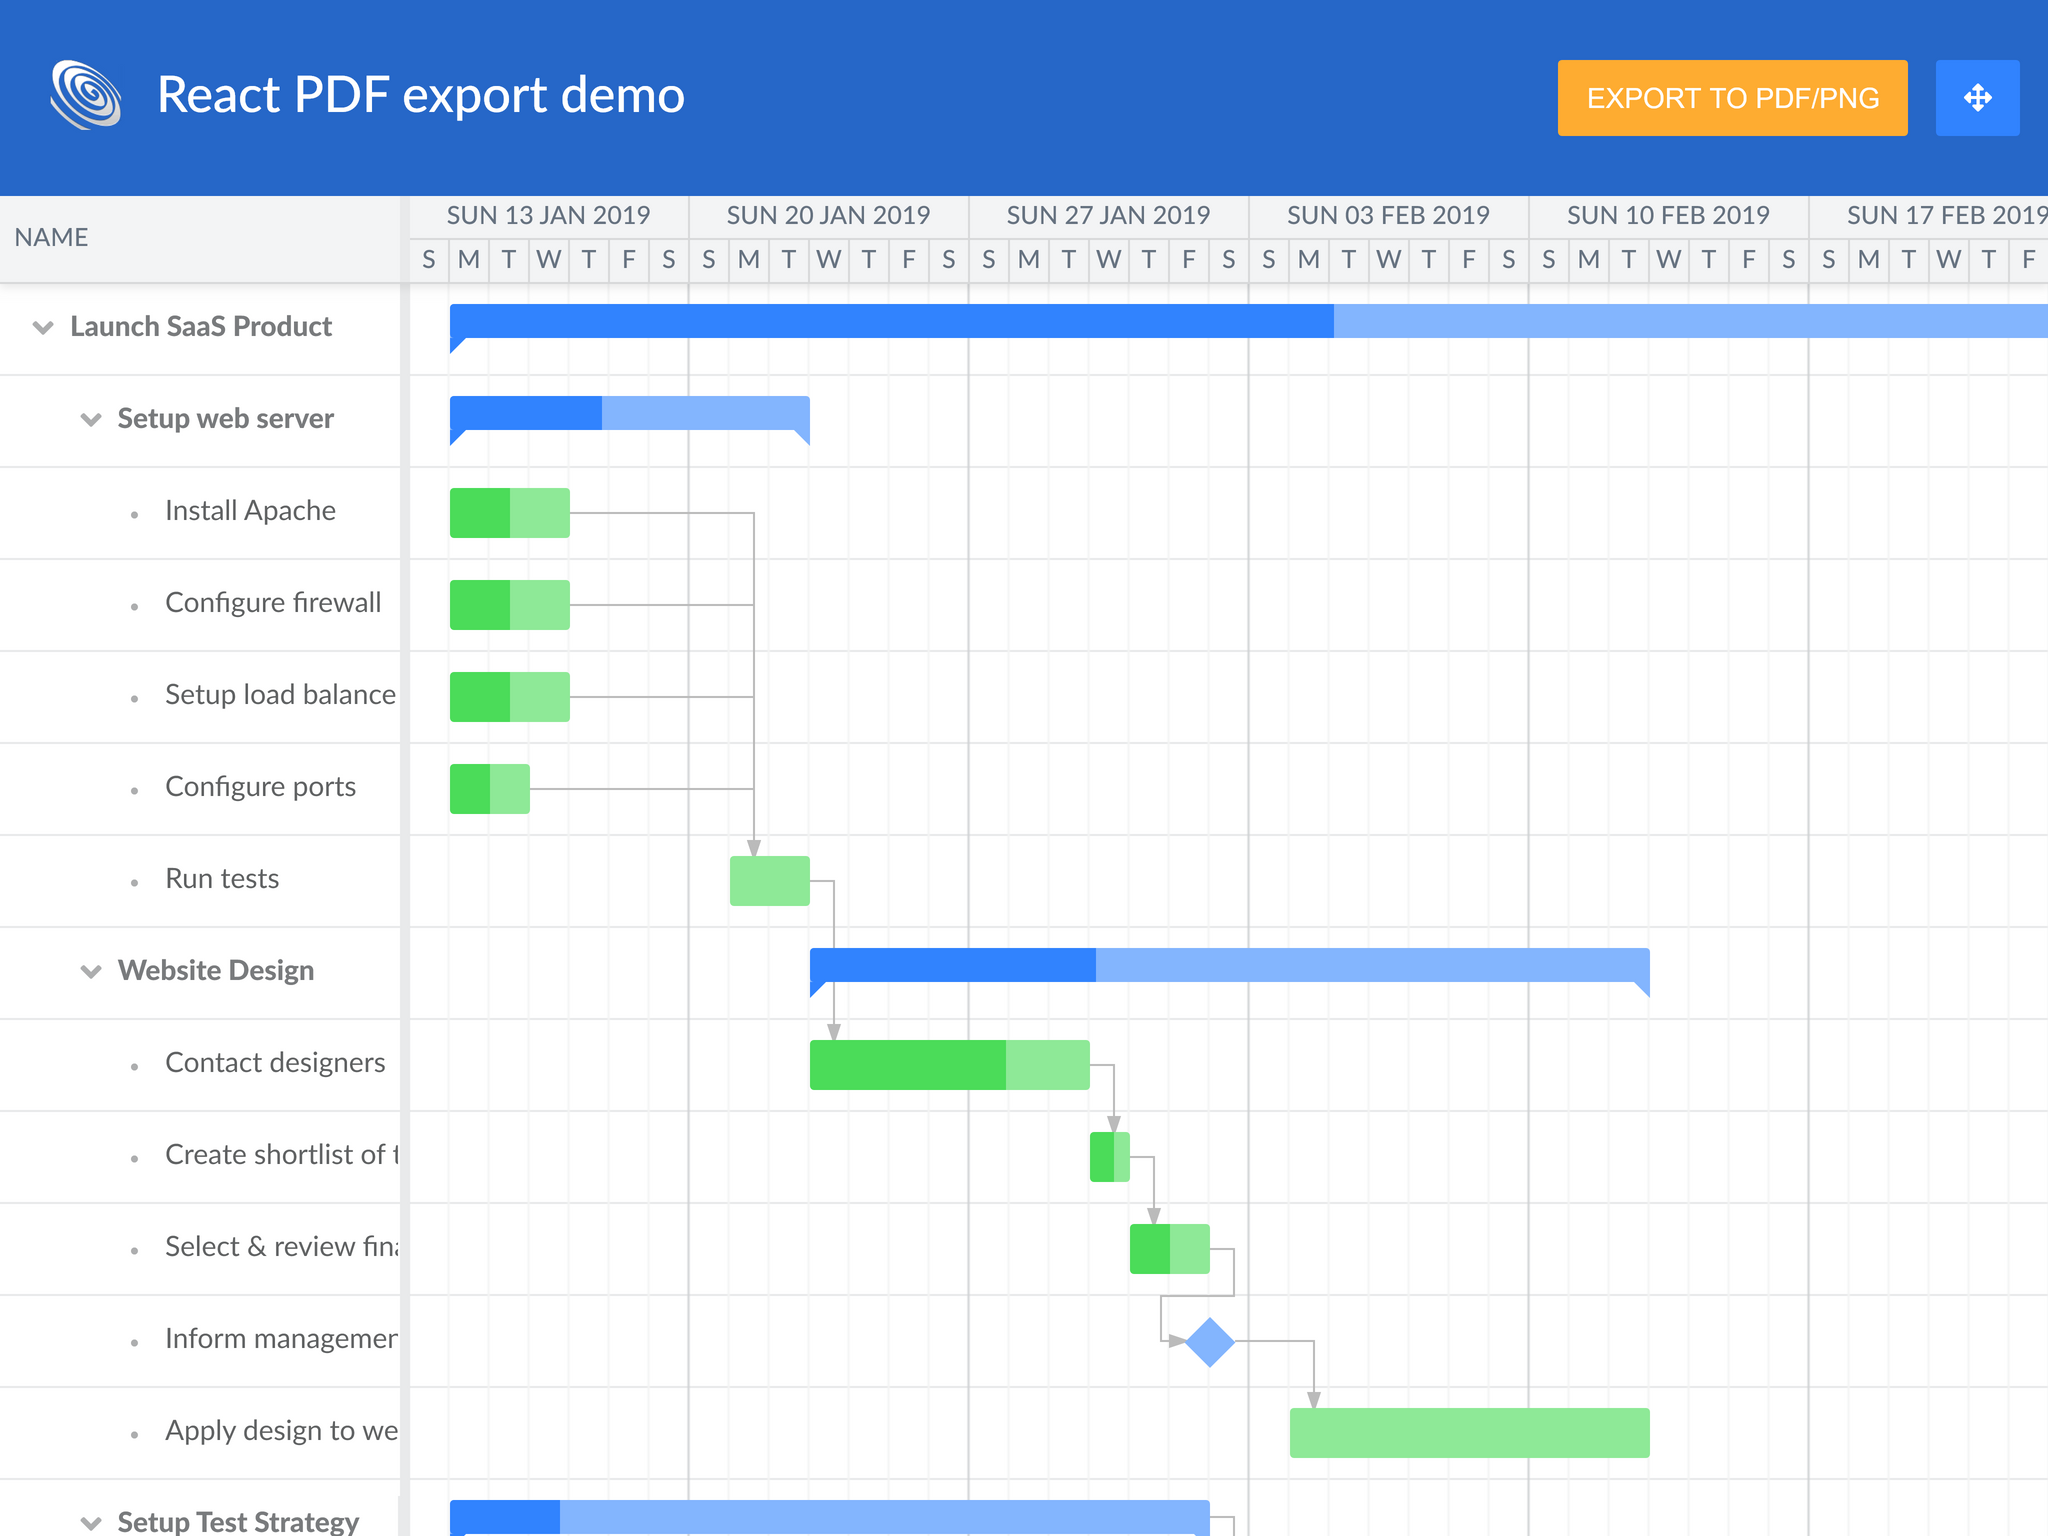 React PDF export demo
EXPORT TO PDF/PNG
NAME
SUN 13 JAN 2019 SUN 20 JAN 2019 SUN 27 JAN 2019 SUN 03 FEB 2019 SUN 10 FEB 2019 SUN 17 FEB 2019
S M T W T F S S M T W T F S S M T W T F S S M T W T F S S M T W T F S S M T W T F
Launch SaaS Product
Setup web server
Install Apache
Configure firewall
Setup load balance
Configure ports
Run tests
Website Design
Contact designers
Create shortlist of
Select & review
Inform
Apply design to we
Setup Test Strategy